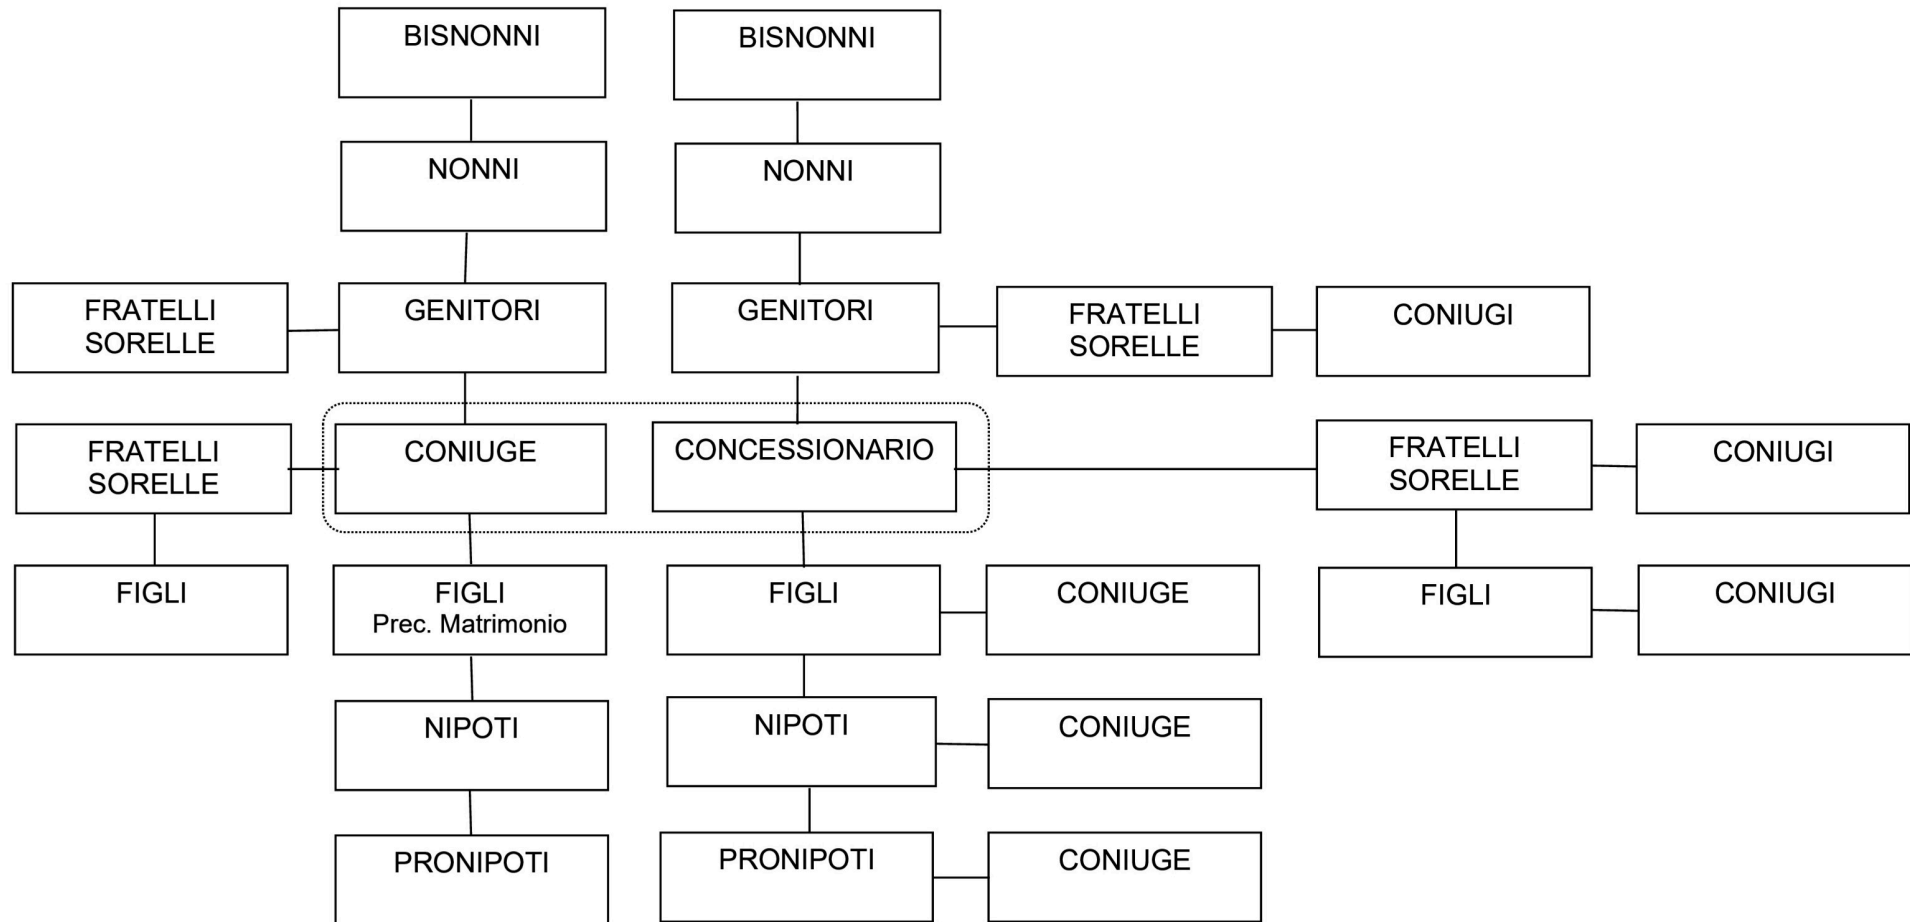 BISNONNI
BISNONNI
NONNI
NONNI
FRATELLI
SORELLE
GENITORI
GENITORI
FRATELLI
SORELLE
CONIUGI
FRATELLI
SORELLE
CONIUGE
CONCESSIONARIO
FRATELLI
SORELLE
CONIUGI
FIGLI
FIGLI
Prec. Matrimonio
FIGLI
CONIUGE
FIGLI
CONIUGI
NIPOTI
NIPOTI
CONIUGE
PRONIPOTI
PRONIPOTI
CONIUGE